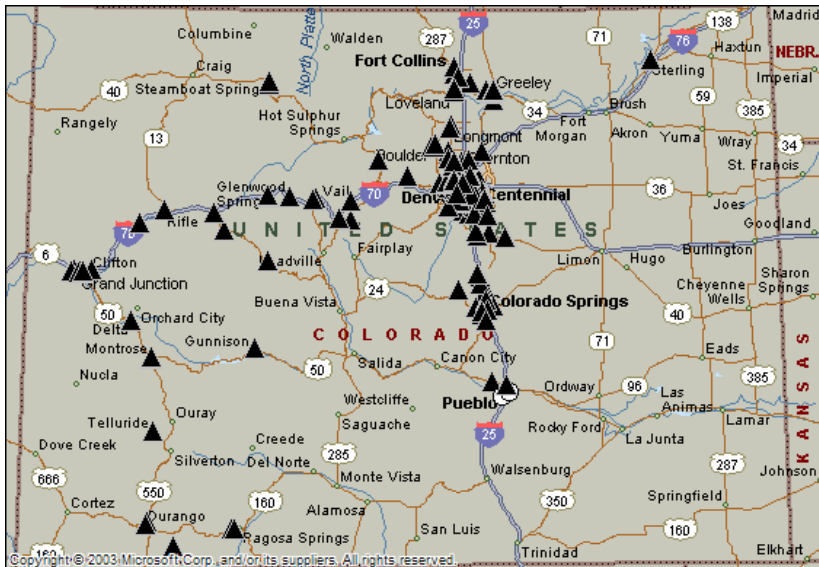 Columbine
Walden
North Platte
287
25
71
138
Madrid
76
Haxtun
NEBR.
Fort Collins
Craig
Steamboat Spring
40
Greeley
Sterling
Imperial
Loveland
34
Brush
59
385
Rangely
13
Hot Sulphur
Springs
Longmont
Fort
Morgan
Akron
Yuma
Wray
34
Boulder
St. Francis
Glenwood
Spring
Vail
70
Centennial
36
Joes
Rifle
UNITED STATES
Goodland
6
Clifton
Fairplay
Limon
Hugo
Burlington
Grand Junction
24
Cheyenne
Wells
Sharon
Springs
50
Orchard City
Delta
Buena Vista
Colorado Springs
40
COLORADO
Montrose
Gunnison
50
Salida
Canon City
71
Eads
KANSAS
Nucla
Pueblo
Ordway
96
385
Las
Animas
Westcliffe
Telluride
Ouray
Saguache
25
Rocky Ford
Lamar
La Junta
Dove Creek
Creede
Silverton
Del Norte
285
287
666
550
160
Monte Vista
Walsenburg
Johnson
Cortez
Durango
Alamosa
350
Springfield
Pagosa Springs
San Luis
160
160
Trinidad
Elkhart
Copyright © 2003 Microsoft Corp. and/or its suppliers. All rights reserved.